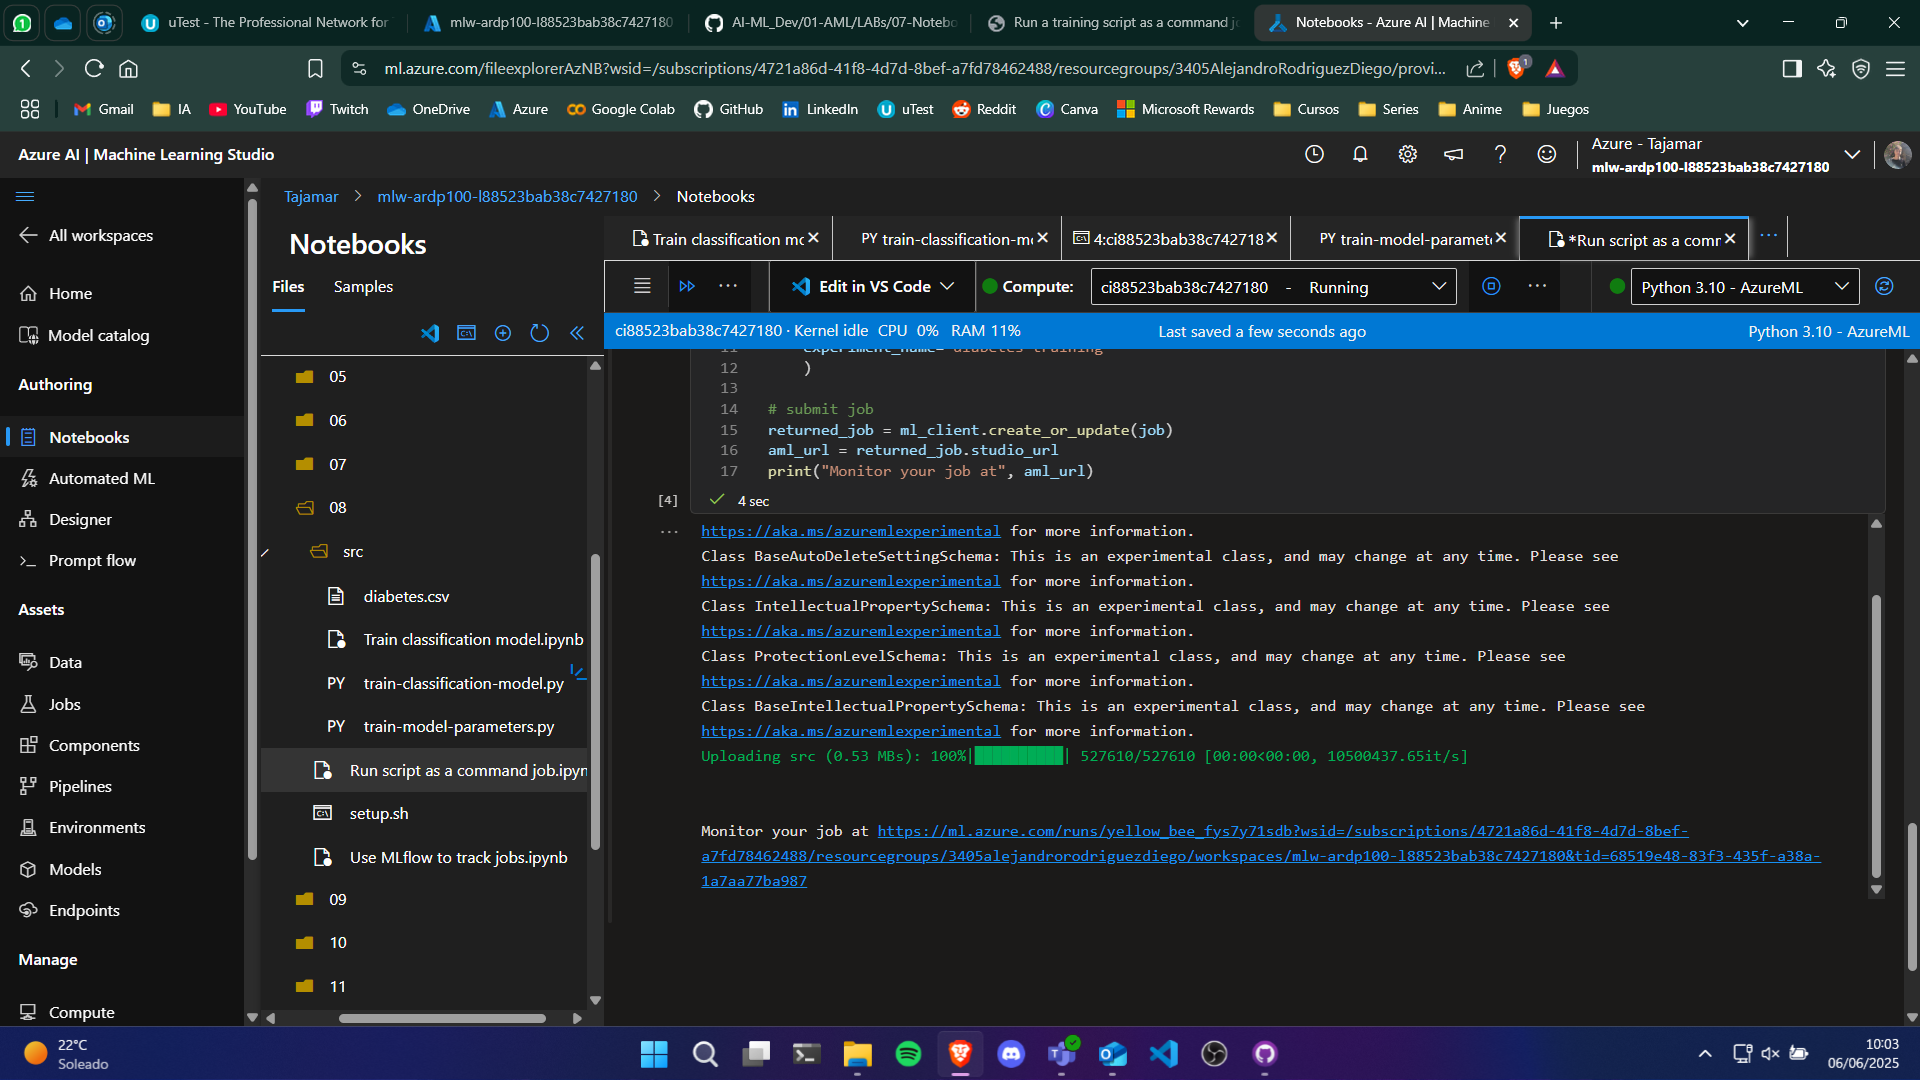 uTest - The Professional Network for
mlw-ardp100-l88523bab38c7427180
AI-ML_Dev/01-AML/LABs/07-Notebo
Run a training script as a command j
Notebooks - Azure AI | Machine
ml.azure.com/fileexplorerAzNB?wsid=/subscriptions/4721a86d-41f8-4d7d-8bef-a7fd78462488/resourcegroups/3405AlejandroRodriguezDiego/provi...
1
Gmail
IA
YouTube
Twitch
OneDrive
Azure
Google Colab
GitHub
LinkedIn
uTest
Reddit
Canva
Microsoft Rewards
Cursos
Series
Anime
Juegos
Azure AI | Machine Learning Studio
Azure - Tajamar
mlw-ardp100-l88523bab38c7427180
All workspaces
Home
Model catalog
Authoring
Notebooks
Automated ML
Designer
Prompt flow
Assets
Data
Jobs
Components
Pipelines
Environments
Models
Endpoints
Manage
Compute
Tajamar > mlw-ardp100-l88523bab38c7427180 > Notebooks
Notebooks
Files
Samples
05
06
07
08
src
diabetes.csv
Train classification model.ipynb
PY train-classification-model.py
PY train-model-parameters.py
Run script as a command job.ipyn
setup.sh
Use MLflow to track jobs.ipynb
09
10
11
Train classification mo
PY train-classification-mo
4:ci88523bab38c742718
PY train-model-paramete
*Run script as a comr
Edit in VS Code
Compute:
ci88523bab38c7427180 - Running
Python 3.10 - AzureML
ci88523bab38c7427180 · Kernel idle CPU 0% RAM 11%
Last saved a few seconds ago
Python 3.10 - AzureML
11 experiment_name="diabetes-training"
12 )
13
14 # submit job
15 returned_job = ml_client.create_or_update(job)
16 aml_url = returned_job.studio_url
17 print("Monitor your job at", aml_url)
[4]
4 sec
https://aka.ms/azuremlexperimental for more information.
Class BaseAutoDeleteSettingSchema: This is an experimental class, and may change at any time. Please see
https://aka.ms/azuremlexperimental for more information.
Class IntellectualPropertySchema: This is an experimental class, and may change at any time. Please see
https://aka.ms/azuremlexperimental for more information.
Class ProtectionLevelSchema: This is an experimental class, and may change at any time. Please see
https://aka.ms/azuremlexperimental for more information.
Class BaseIntellectualPropertySchema: This is an experimental class, and may change at any time. Please see
https://aka.ms/azuremlexperimental for more information.
Uploading src (0.53 MBs): 100%|██████████| 527610/527610 [00:00<00:00, 10500437.65it/s]
Monitor your job at https://ml.azure.com/runs/yellow_bee_fys7y71sdb?wsid=/subscriptions/4721a86d-41f8-4d7d-8bef-
a7fd78462488/resourcegroups/3405alejandrorodriguezdiego/workspaces/mlw-ardp100-l88523bab38c7427180&tid=68519e48-83f3-435f-a38a-
1a7aa77ba987
22°C
Soleado
10:03
06/06/2025